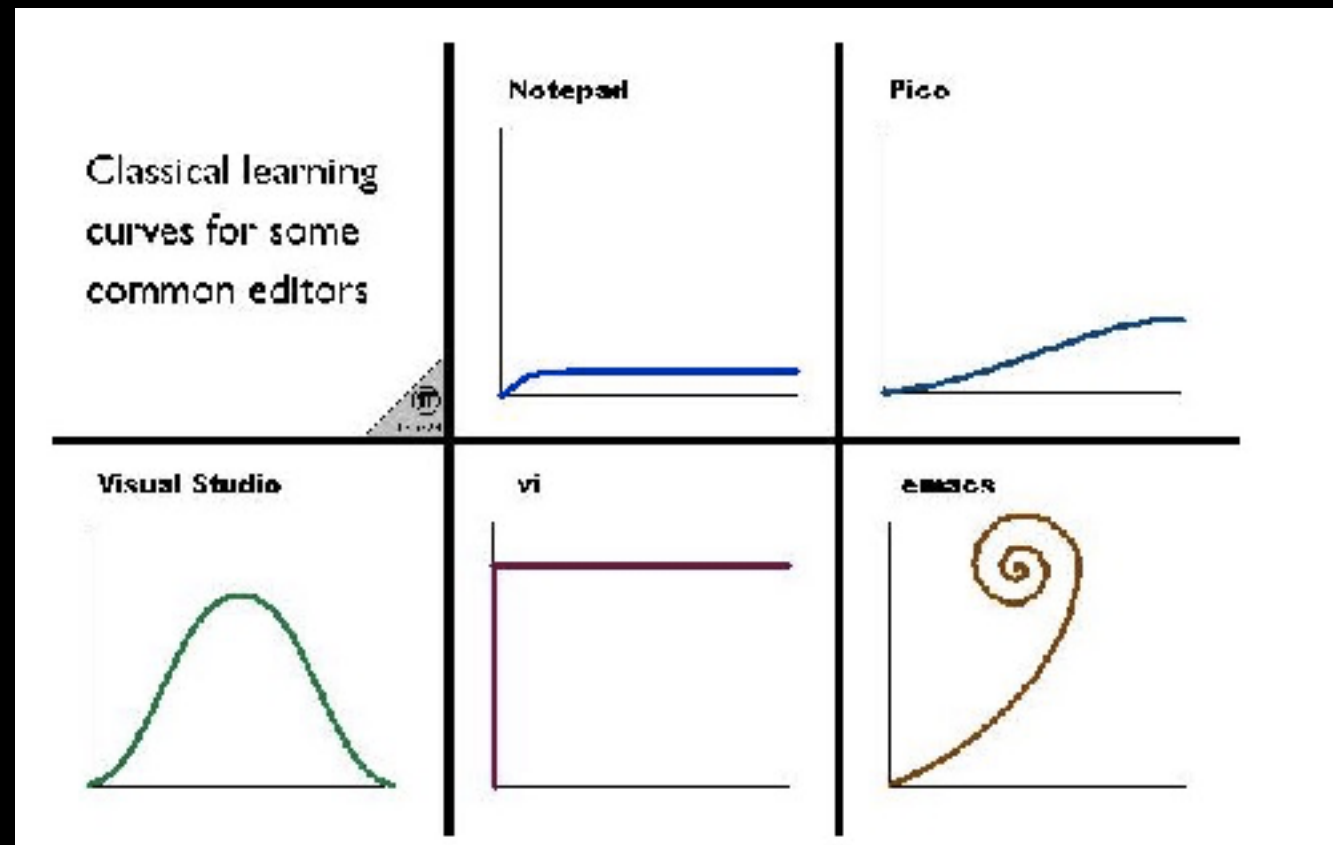 Classical learning
curves for some
common editors
Notepad
Pico
Visual Studio
vi
emacs